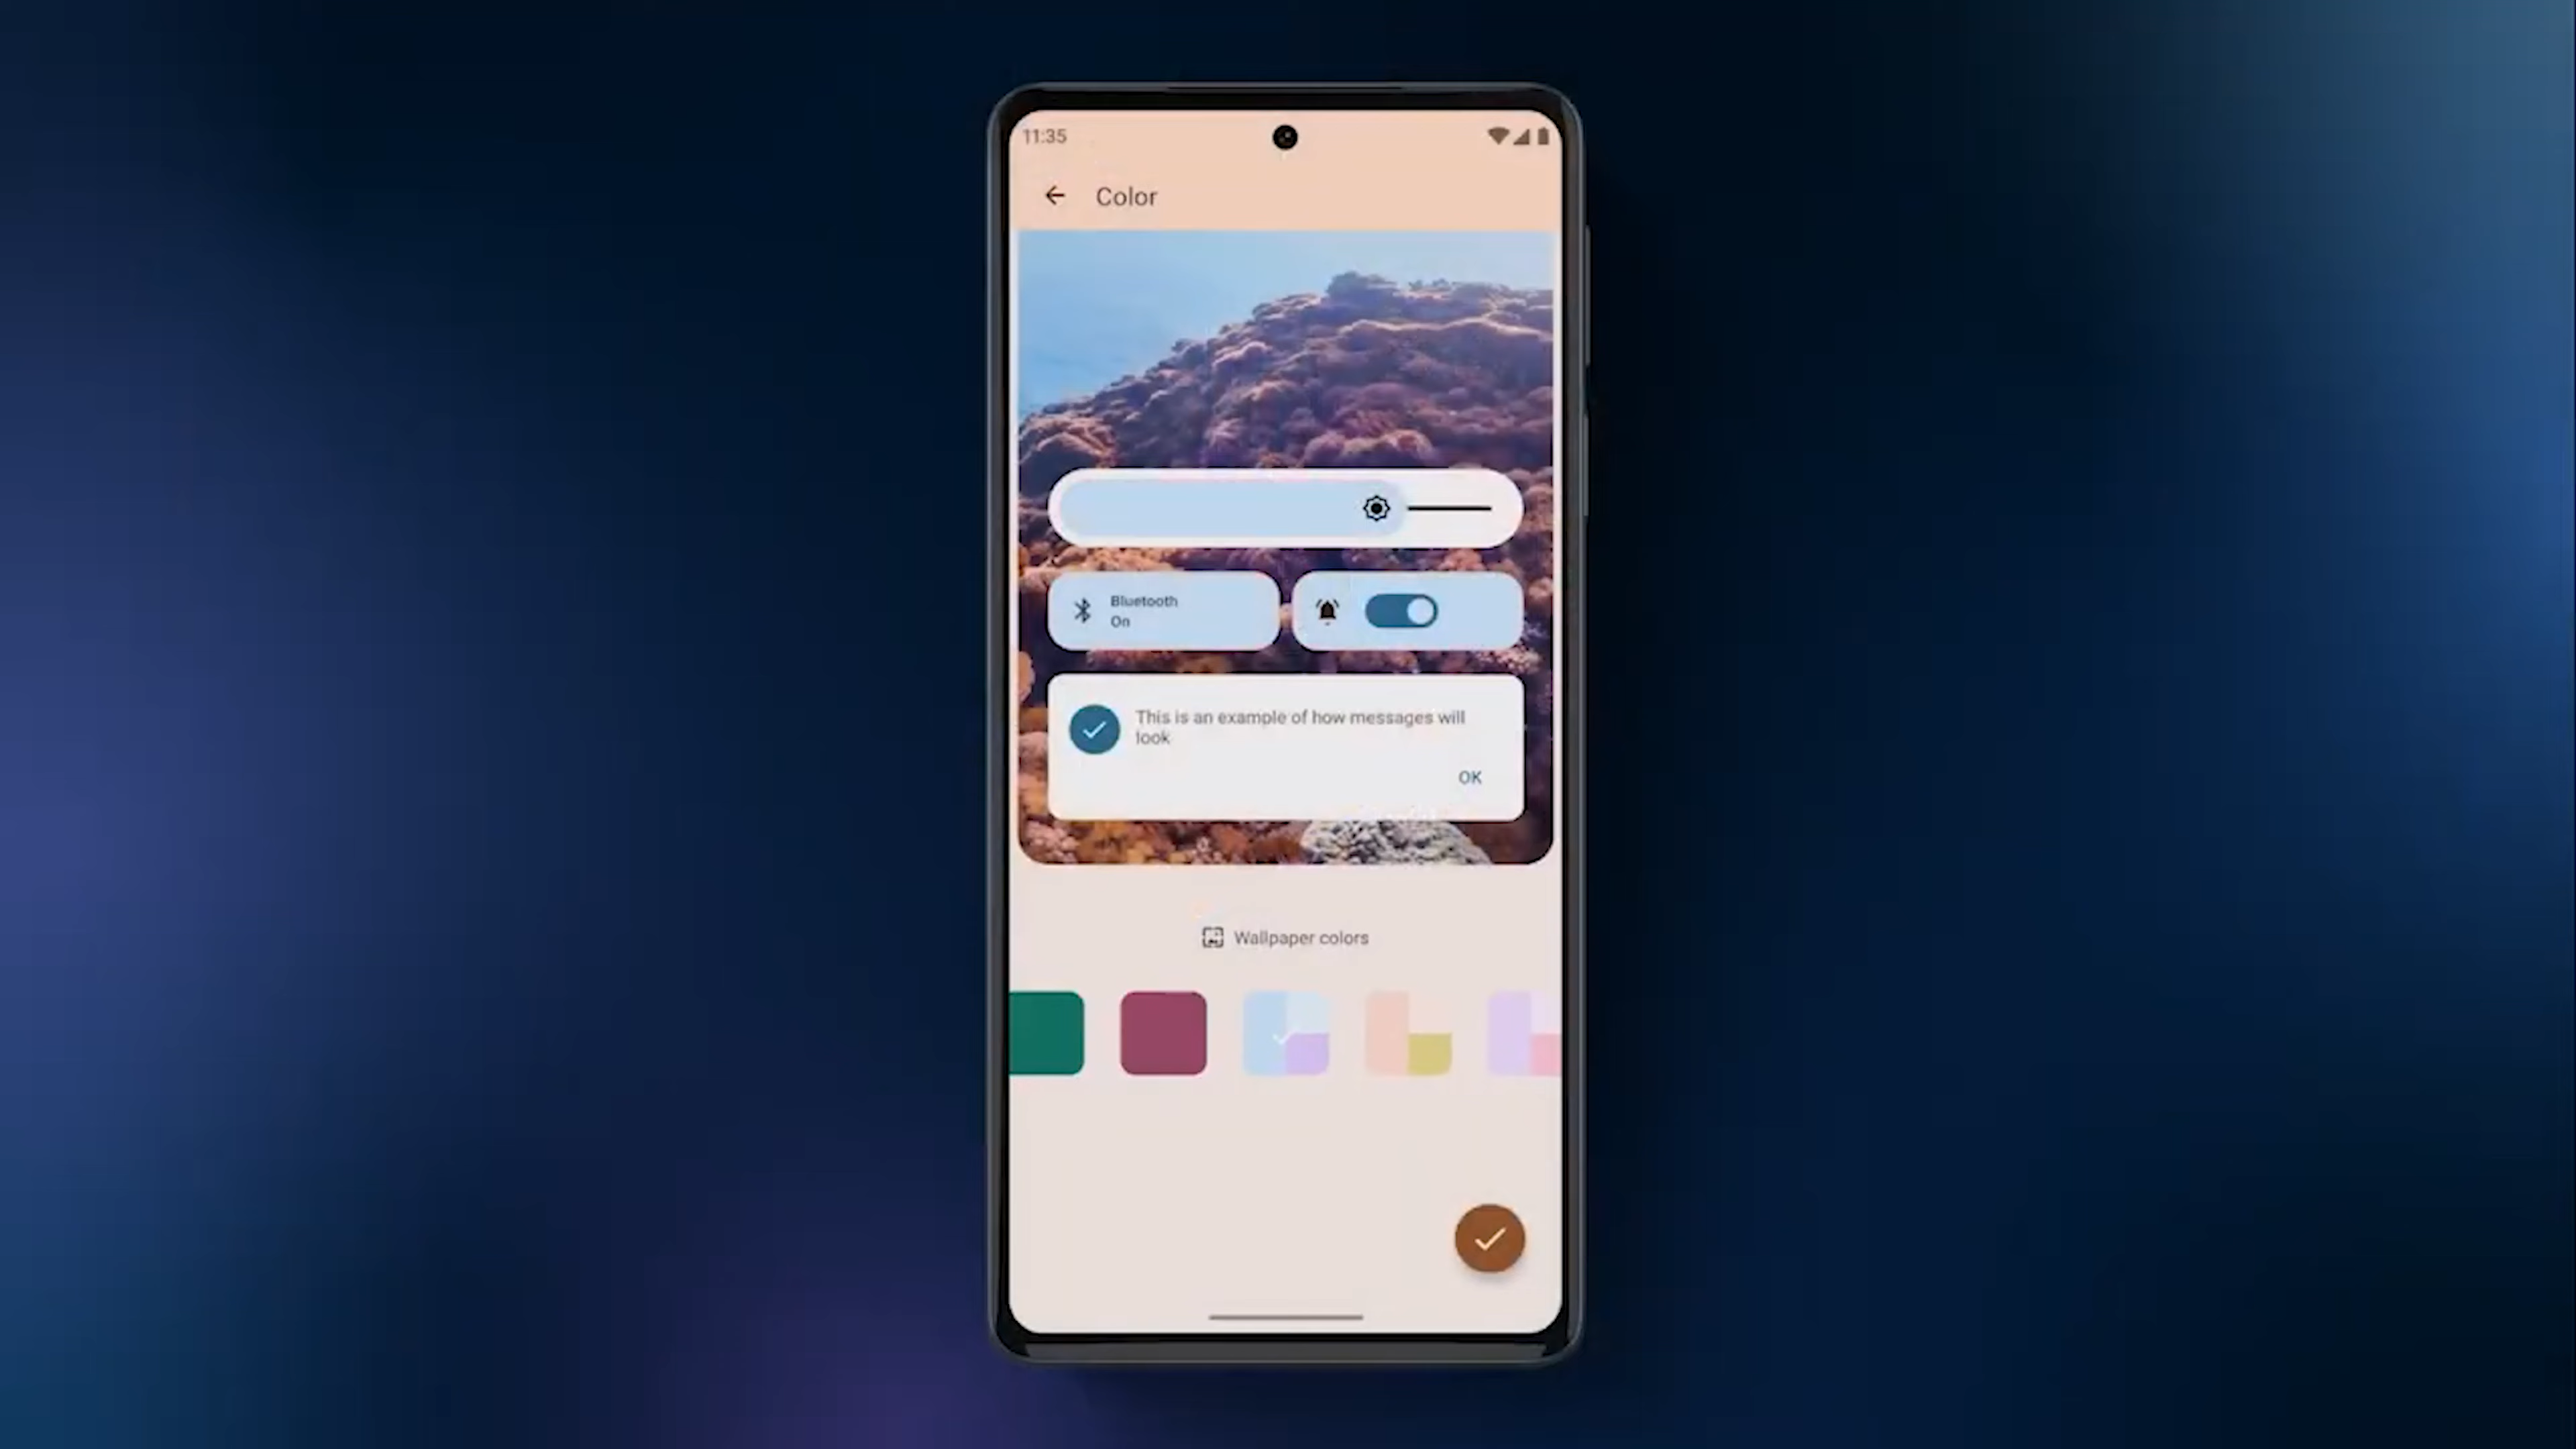 11:35
Color
Bluetooth
On
This is an example of how messages will
look
OK
Wallpaper colors